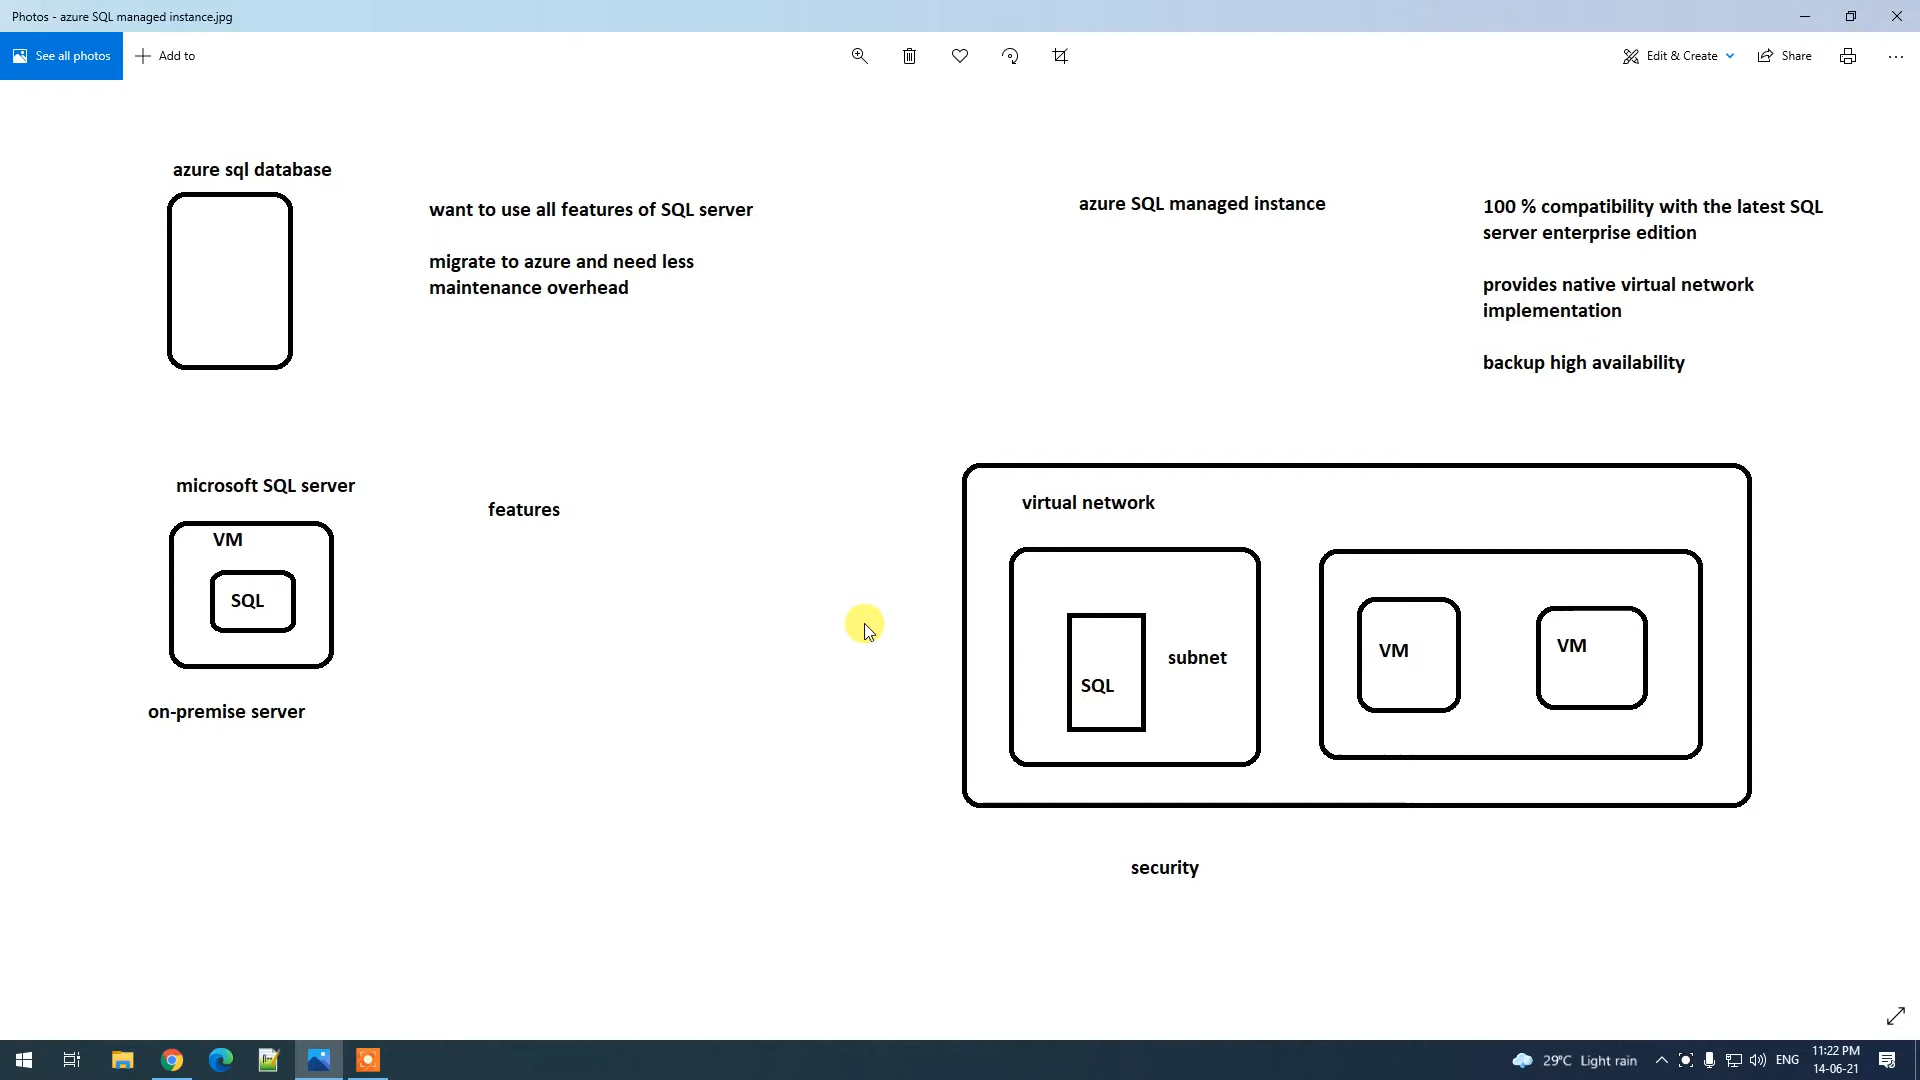 Photos - azure SQL managed instance.jpg
See all photos
Add to
Edit & Create
Share
azure sql database
want to use all features of SQL server
migrate to azure and need less
maintenance overhead
azure SQL managed instance
100 % compatibility with the latest SQL
server enterprise edition
provides native virtual network
implementation
backup high availability
microsoft SQL server
VM
SQL
on-premise server
features
virtual network
SQL
subnet
VM
VM
security
29°C Light rain
ENG
11:22 PM
14-06-21